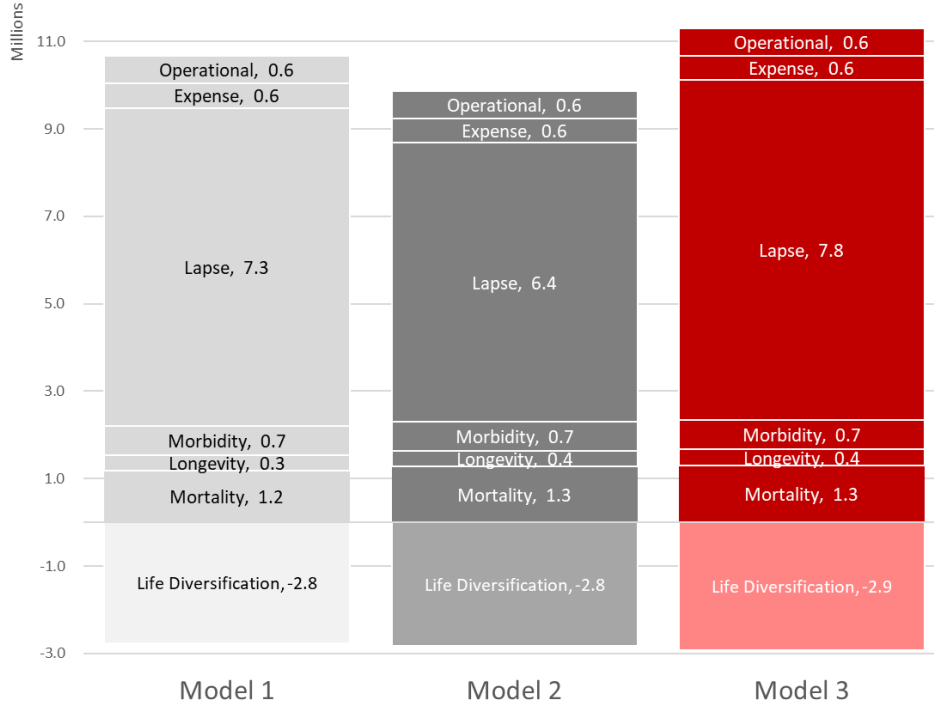 Millions
11.0
9.0
7.0
5.0
3.0
1.0
-1.0
-3.0
Operational, 0.6
Expense, 0.6
Lapse, 7.3
Morbidity, 0.7
Longevity, 0.3
Mortality, 1.2
Life Diversification, -2.8
Model 1
Operational, 0.6
Expense, 0.6
Lapse, 6.4
Morbidity, 0.7
Longevity, 0.4
Mortality, 1.3
Life Diversification, -2.8
Model 2
Operational, 0.6
Expense, 0.6
Lapse, 7.8
Morbidity, 0.7
Longevity, 0.4
Mortality, 1.3
Life Diversification, -2.9
Model 3